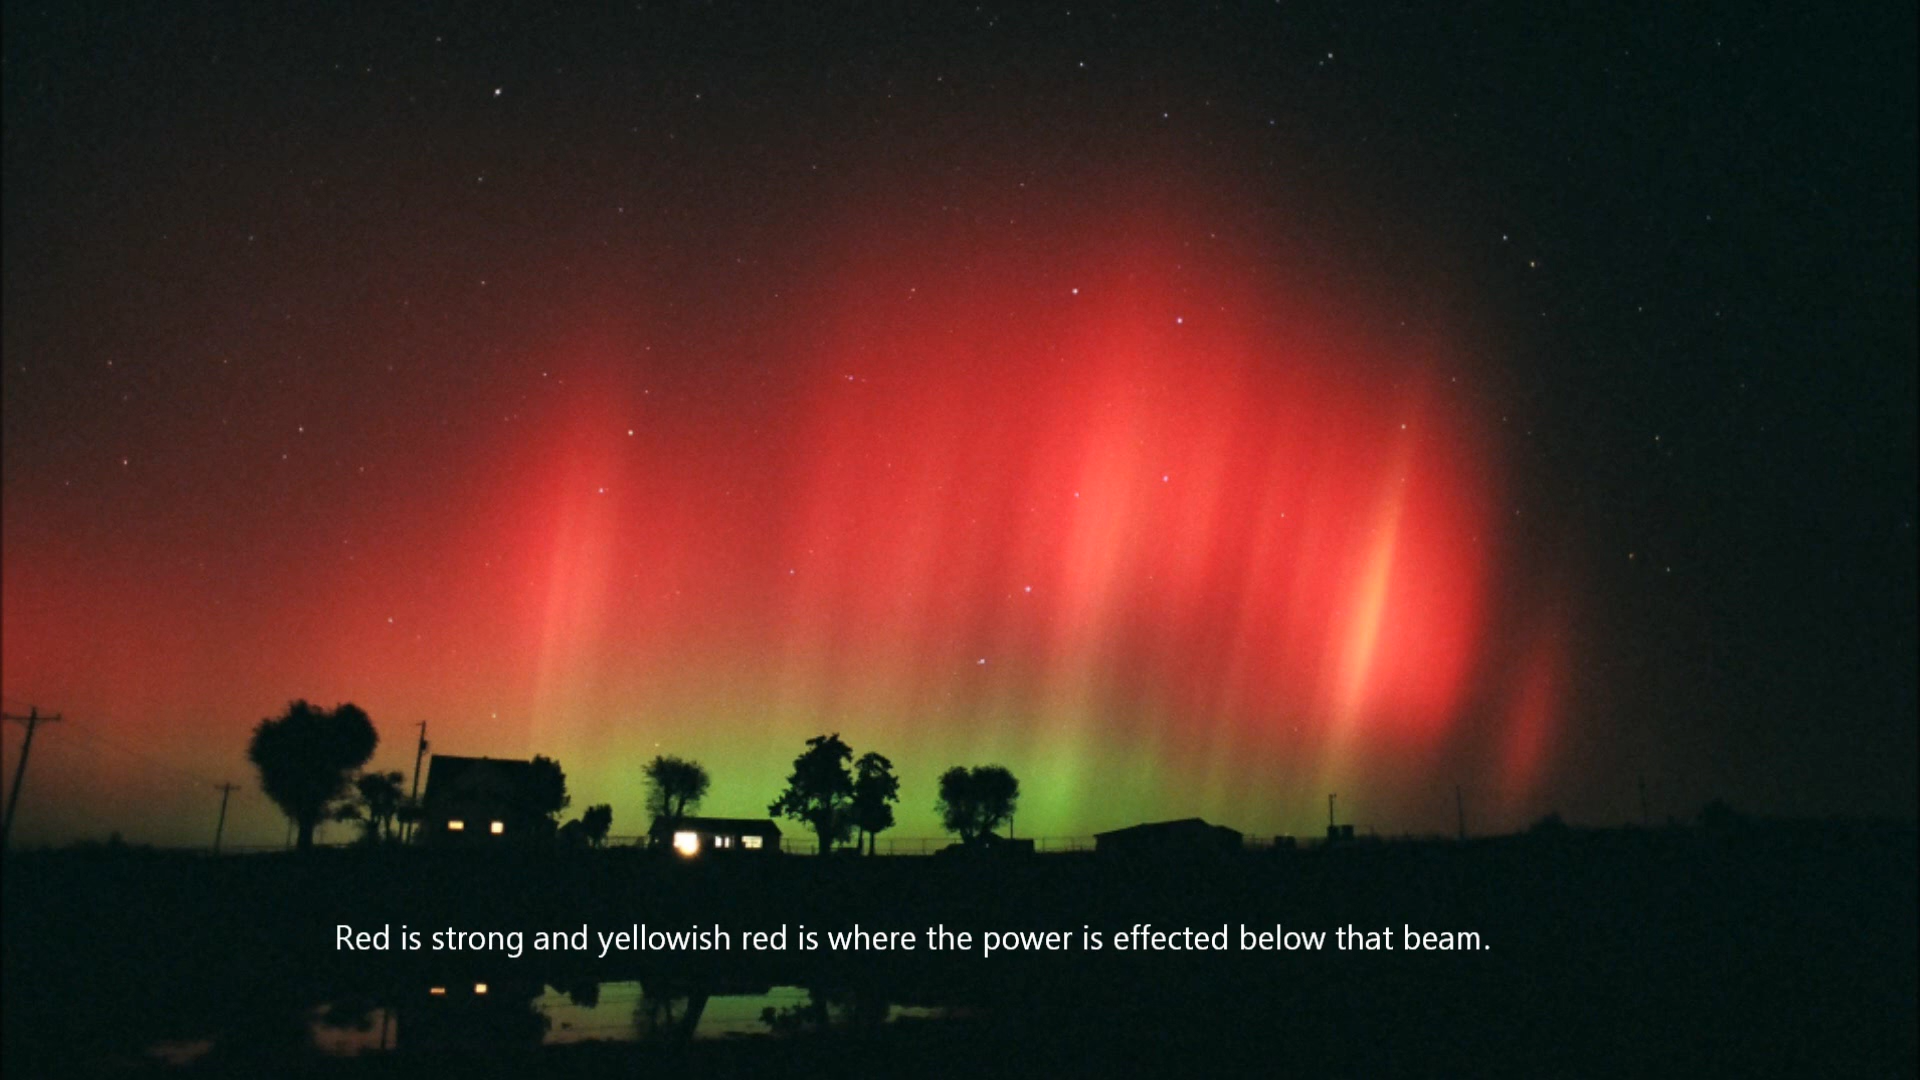 Red is strong and yellowish red is where the power is effected below that beam.